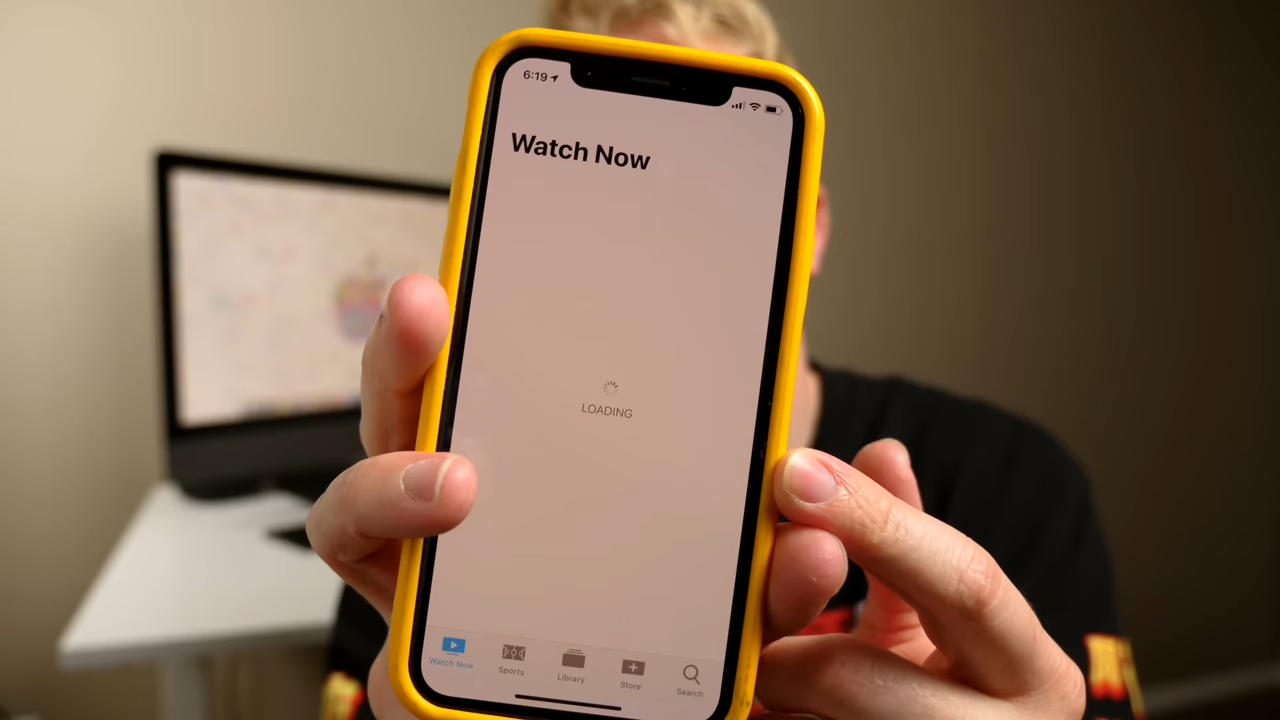 6:19
Watch Now
LOADING
Watch Now
Sports
Library
Store
Search